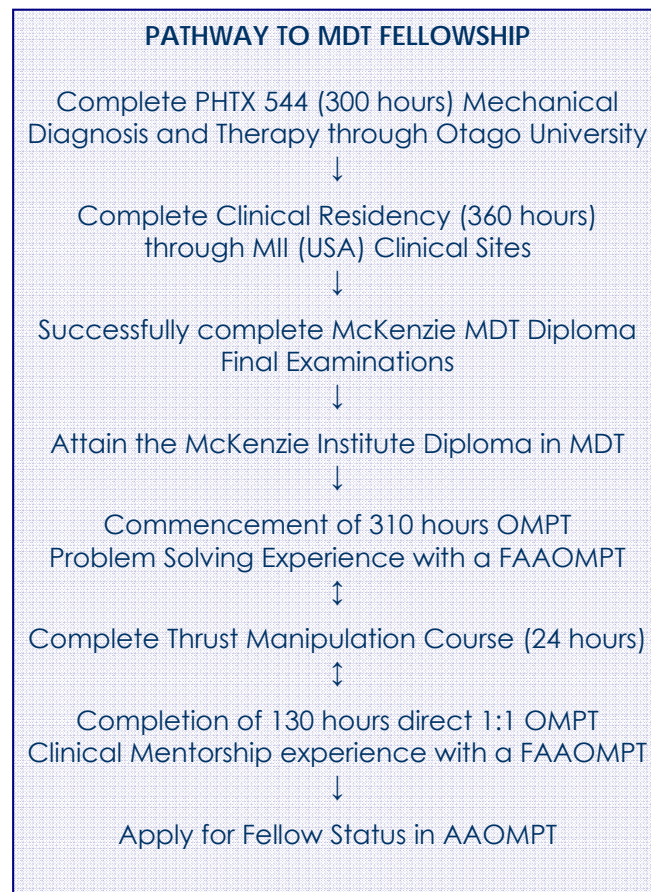 PATHWAY TO MDT FELLOWSHIP
Complete PHTX 544 (300 hours) Mechanical
Diagnosis and Therapy through Otago University
↓
Complete Clinical Residency (360 hours)
through MII (USA) Clinical Sites
↓
Successfully complete McKenzie MDT Diploma
Final Examinations
↓
Attain the McKenzie Institute Diploma in MDT
↓
Commencement of 310 hours OMPT
Problem Solving Experience with a FAAOMPT
↕
Complete Thrust Manipulation Course (24 hours)
↕
Completion of 130 hours direct 1:1 OMPT
Clinical Mentorship experience with a FAAOMPT
↓
Apply for Fellow Status in AAOMPT